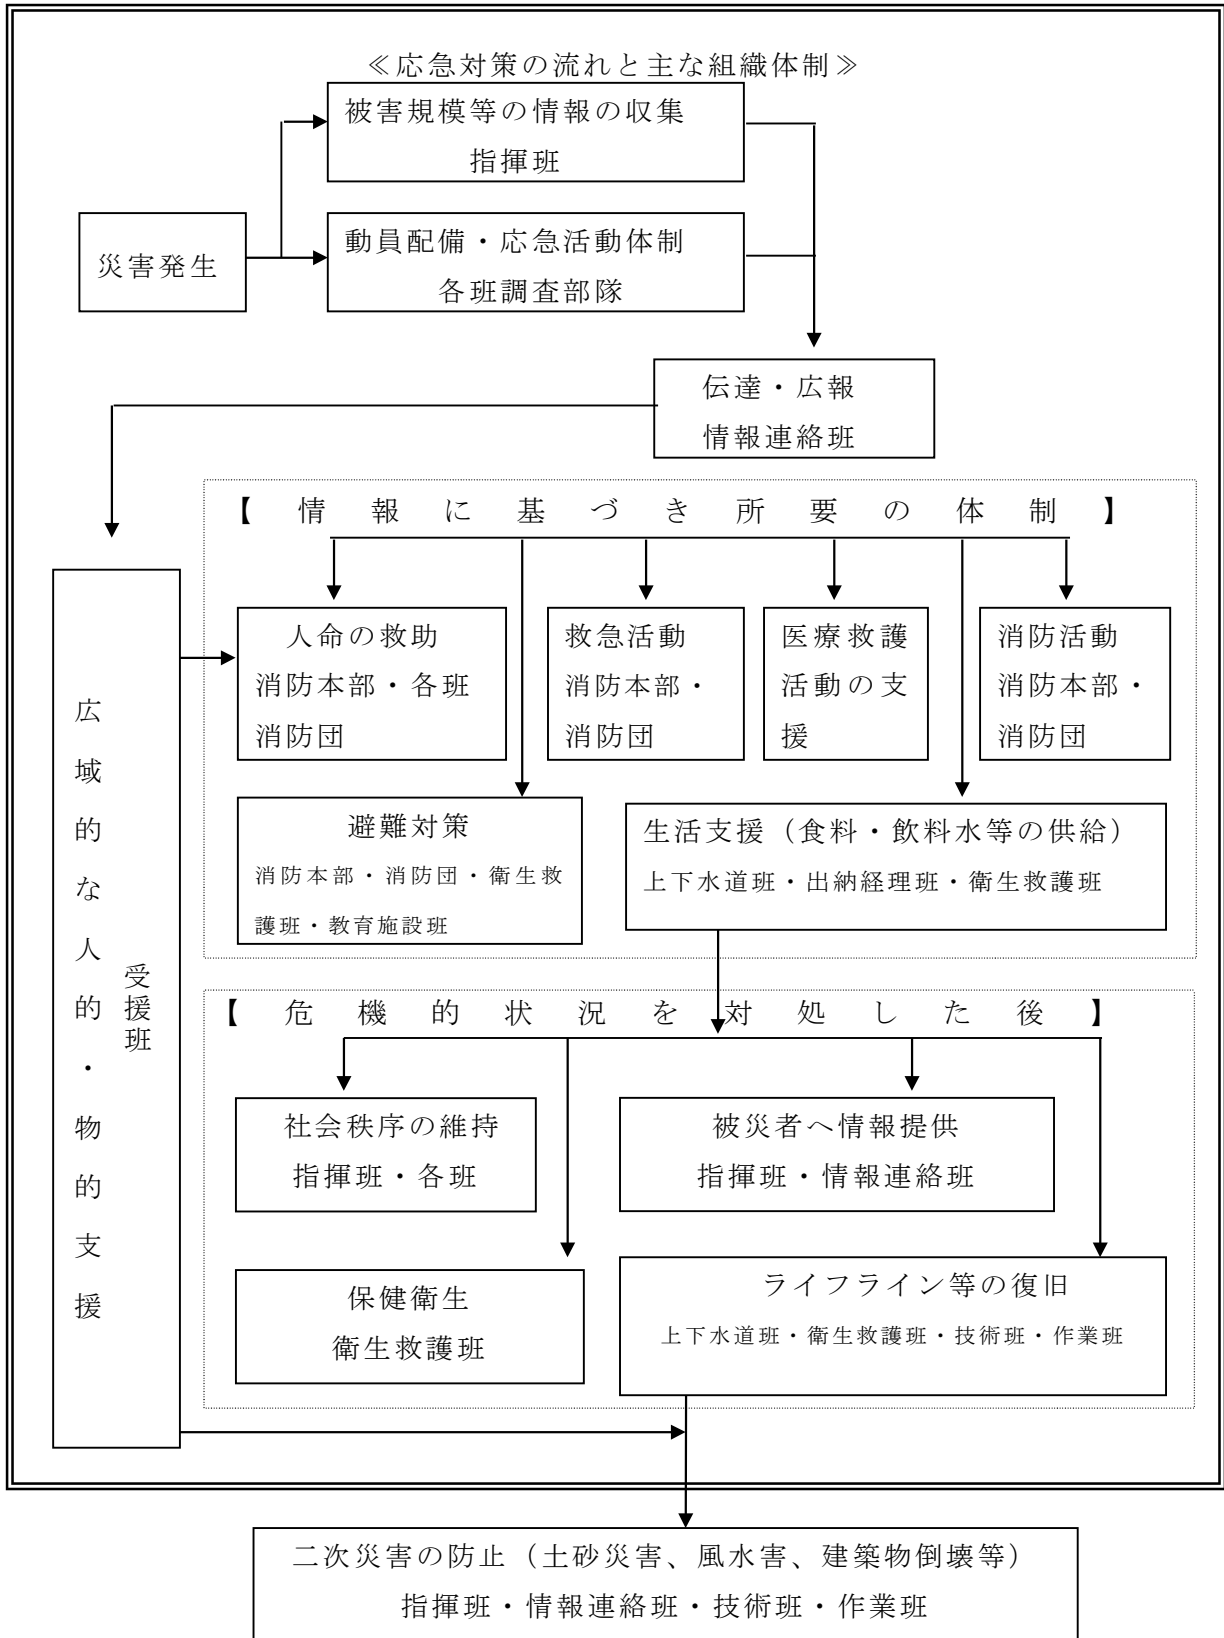 ≪応急対策の流れと主な組織体制≫
被害規模等の情報の収集
指揮班
災害発生
動員配備・応急活動体制
各班調査部隊
伝達・広報
情報連絡班
【情報に基づき所要の体制】
人命の救助
消防本部・各班
消防団
救急活動
消防本部・
消防団
医療救護
活動の支
援
消防活動
消防本部・
消防団
避難対策
消防本部・消防団・衛生救
護班・教育施設班
生活支援（食料・飲料水等の供給）
上下水道班・出納経理班・衛生救護班
広域的な人的・物的支援
受援班
【危機的状況を対処した後】
社会秩序の維持
指揮班・各班
被災者へ情報提供
指揮班・情報連絡班
保健衛生
衛生救護班
ライフライン等の復旧
上下水道班・衛生救護班・技術班・作業班
二次災害の防止（土砂災害、風水害、建築物倒壊等）
指揮班・情報連絡班・技術班・作業班